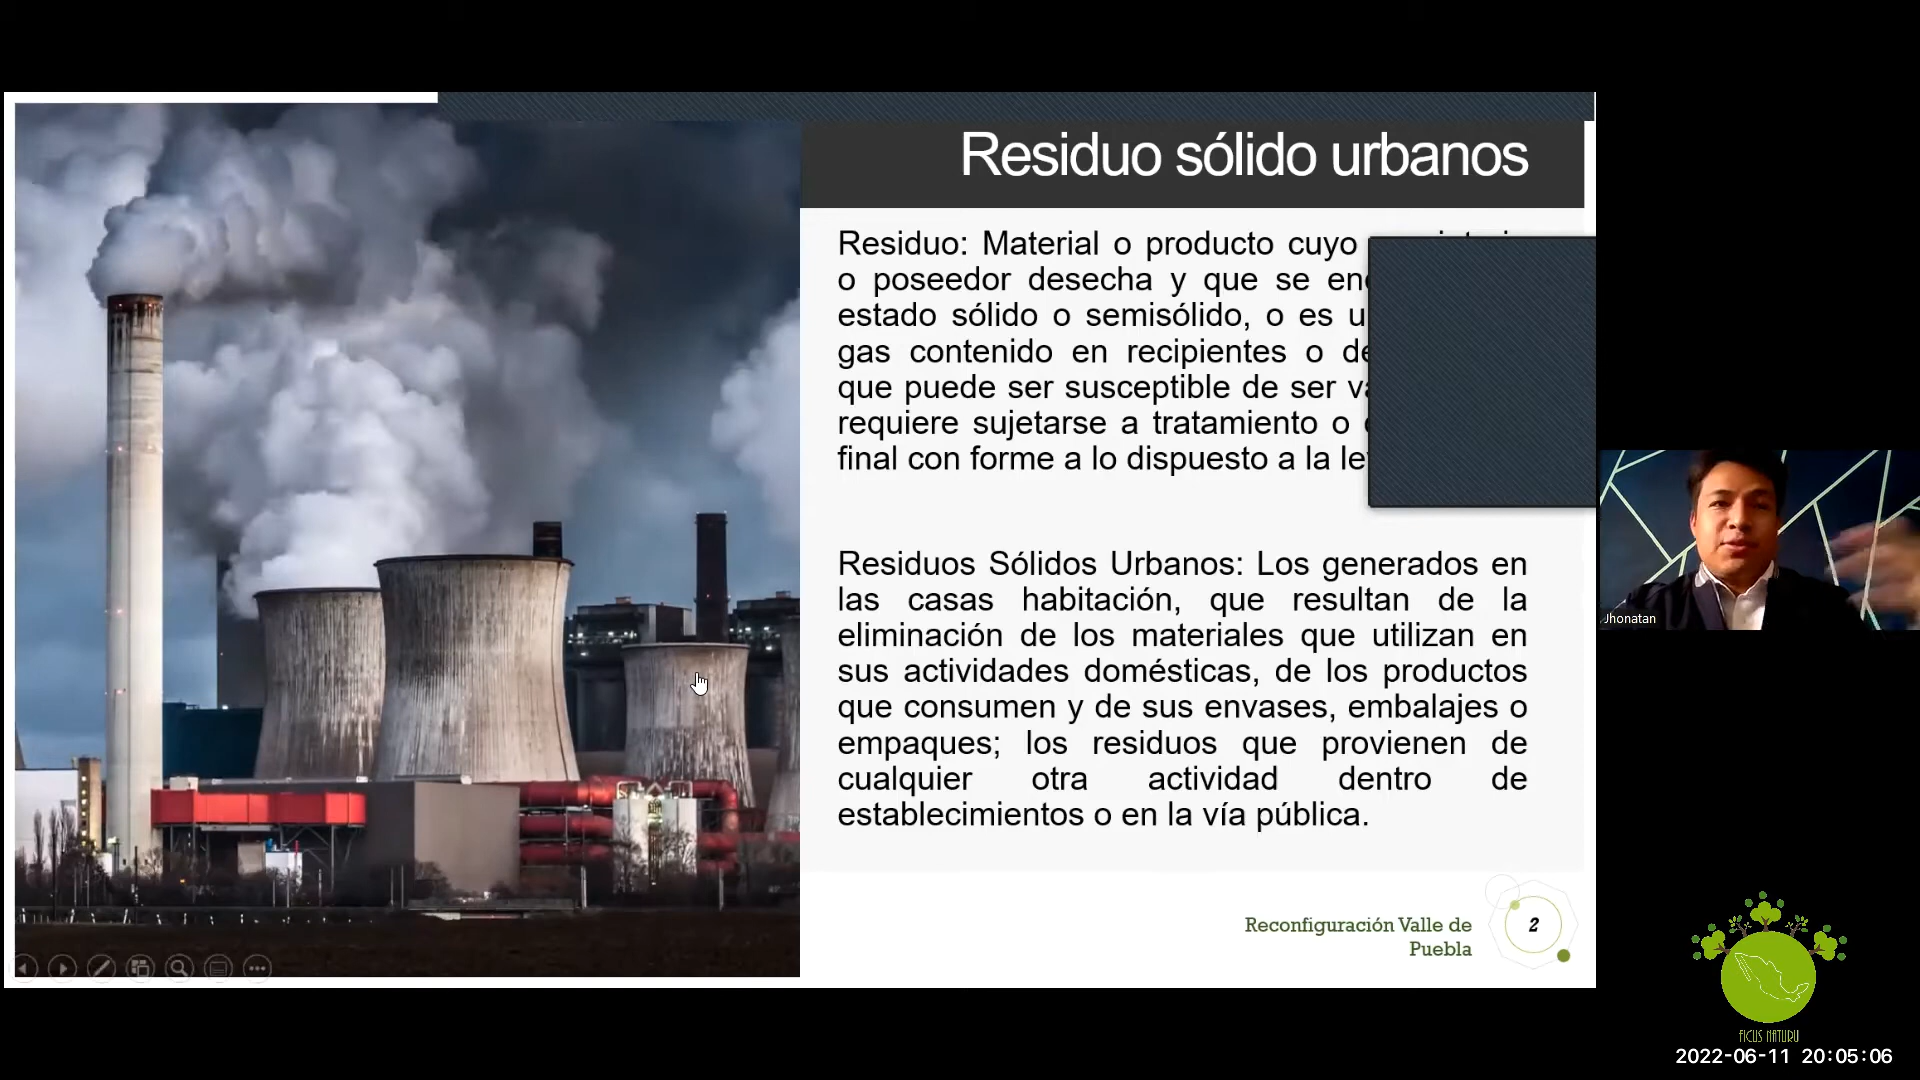 Residuo sólido urbanos
Residuo: Material o producto cuyo
o poseedor desecha y que se
estado sólido o semisólido, o es
gas contenido en recipientes o
que puede ser susceptible de ser
requiere sujetarse a tratamiento o
final con forme a lo dispuesto a la
Residuos Sólidos Urbanos: Los generados en
las casas habitación, que resultan de la
eliminación de los materiales que utilizan en
sus actividades domésticas, de los productos
que consumen y de sus envases, embalajes o
empaques; los residuos que provienen de
cualquier otra actividad dentro de
establecimientos o en la vía pública.
Reconfiguración Valle de
Puebla
2
Jhonatan
FICUS NATURU
2022-06-11 20:05:06